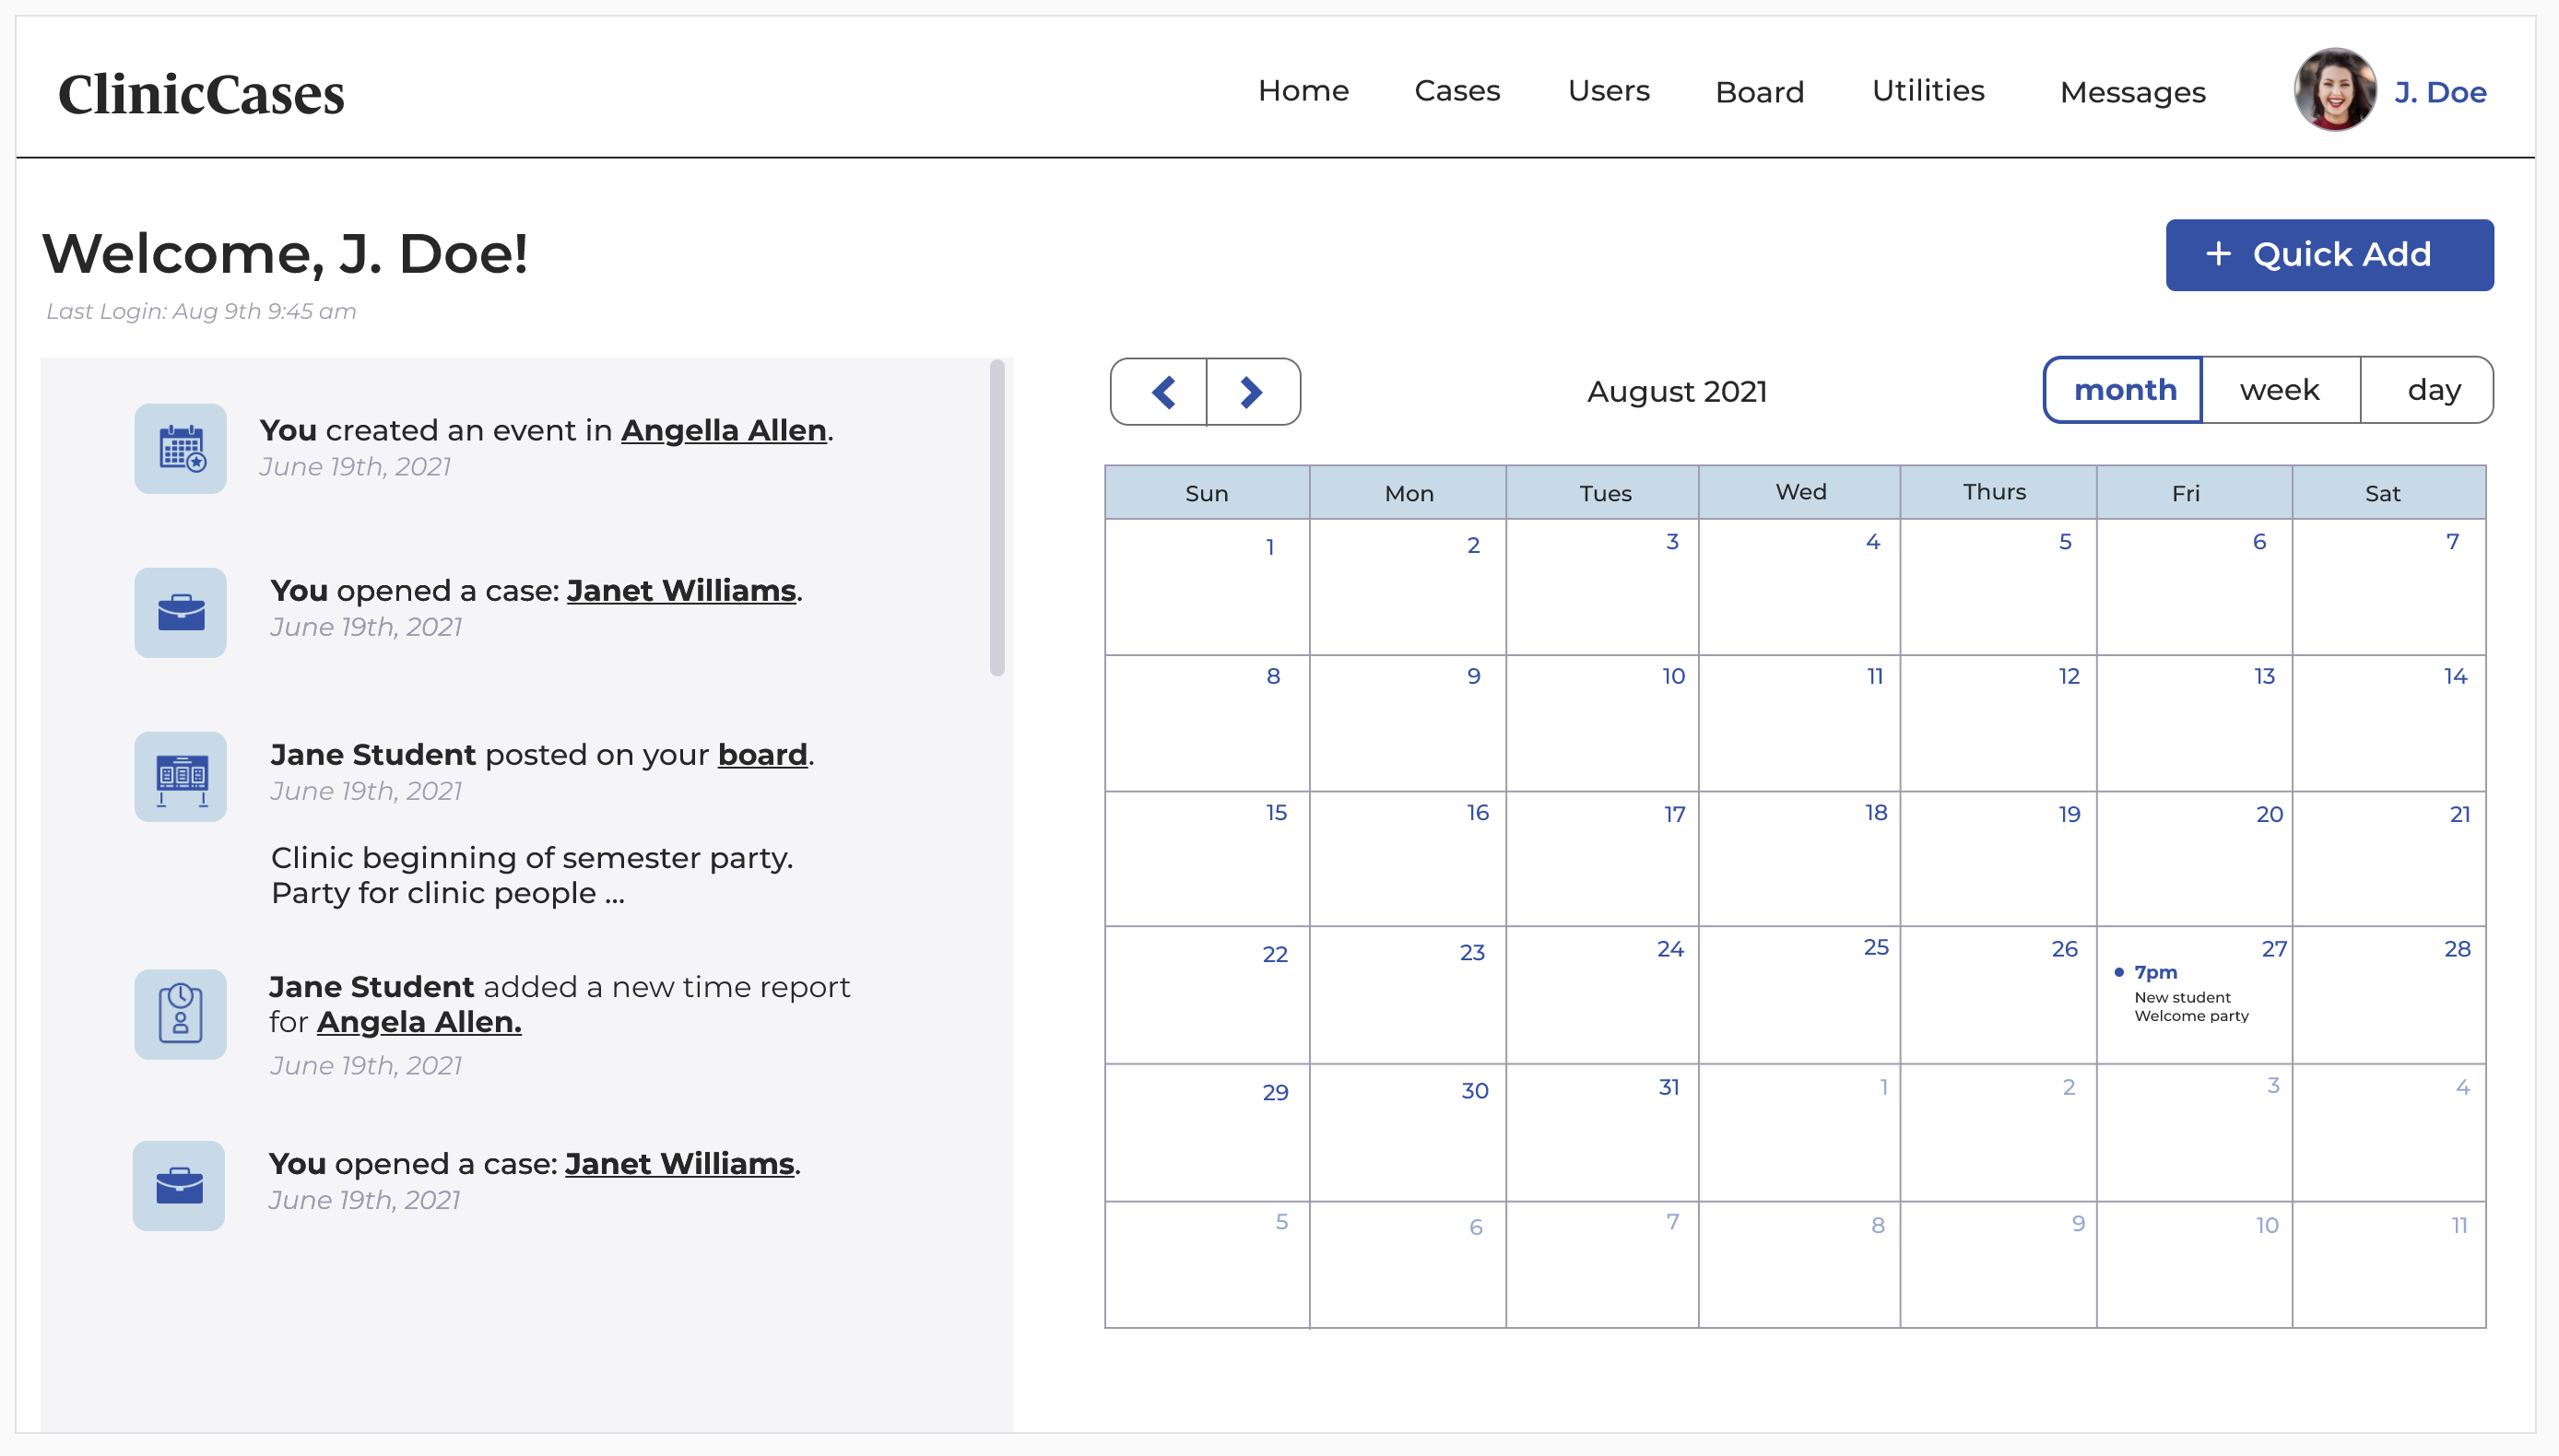 ClinicCases
Home Cases Users Board Utilities Messages J. Doe
Welcome, J. Doe!
Last Login: Aug 9th 9:45 am
+ Quick Add
You created an event in Angella Allen.
June 19th, 2021
You opened a case: Janet Williams.
June 19th, 2021
Jane Student posted on your board.
June 19th, 2021
Clinic beginning of semester party.
Party for clinic people ...
Jane Student added a new time report
for Angela Allen.
June 19th, 2021
You opened a case: Janet Williams.
June 19th, 2021
August 2021
month week day
Sun Mon Tues Wed Thurs Fri Sat
1 2 3 4 5 6 7
8 9 10 11 12 13 14
15 16 17 18 19 20 21
22 23 24 25 26 27 28
7pm
New student
Welcome party
29 30 31 1 2 3 4
5 6 7 8 9 10 11